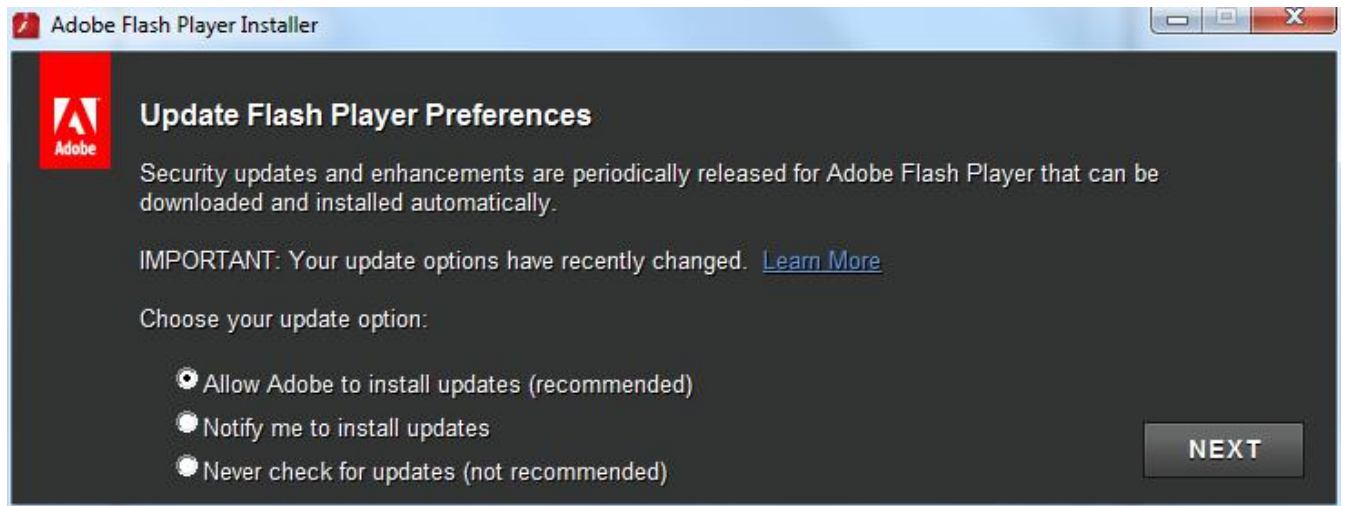 Adobe Flash Player Installer
Adobe
Update Flash Player Preferences
Security updates and enhancements are periodically released for Adobe Flash Player that can be
downloaded and installed automatically.
IMPORTANT: Your update options have recently changed. Learn More
Choose your update option:
Allow Adobe to install updates (recommended)
Notify me to install updates
Never check for updates (not recommended)
NEXT